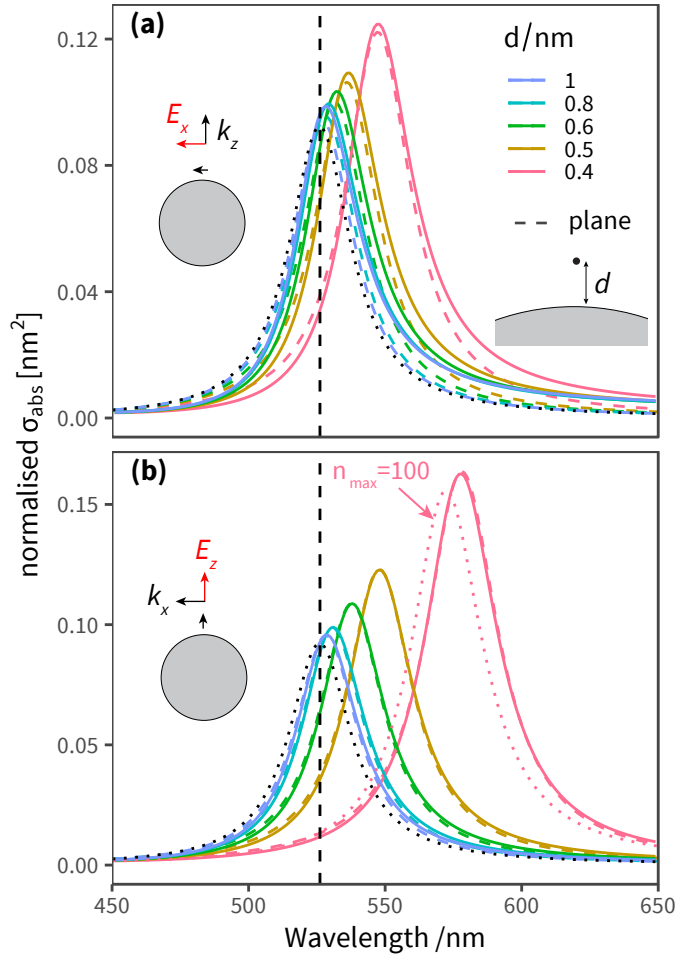 (a)
0.12
0.08
0.04
0.00
E_x
k_z
d/nm
1
0.8
0.6
0.5
0.4
plane
d
normalised σ_abs [nm²]
(b)
0.15
0.10
0.05
0.00
n_max=100
E_z
k_x
450
500
550
600
650
Wavelength /nm